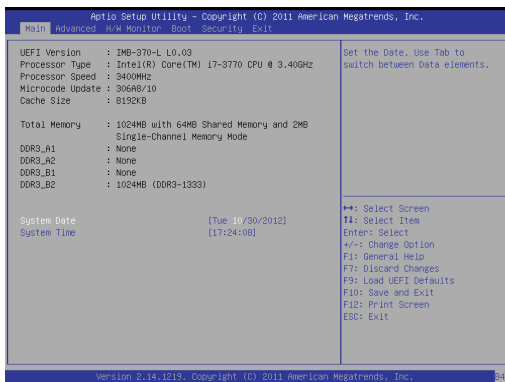 Aptio Setup Utility – Copyright (C) 2011 American Megatrends, Inc.
Main Advanced H/W Monitor Boot Security Exit
UEFI Version : IMB-370-L L0.03
Processor Type : Intel(R) Core(TM) i7-3770 CPU @ 3.40GHz
Processor Speed : 3400MHz
Microcode Update : 306A8/10
Cache Size : 8192KB
Total Memory : 1024MB with 64MB Shared Memory and 2MB
Single-Channel Memory Mode
DDR3_A1 : None
DDR3_A2 : None
DDR3_B1 : None
DDR3_B2 : 1024MB (DDR3-1333)
System Date [Tue 10/30/2012]
System Time [17:24:08]
Set the Date. Use Tab to
switch between Data elements.
↔: Select Screen
↑↓: Select Item
Enter: Select
+/-: Change Option
F1: General Help
F7: Discard Changes
F9: Load UEFI Defaults
F10: Save and Exit
F12: Print Screen
ESC: Exit
Version 2.14.1219. Copyright (C) 2011 American Megatrends, Inc.